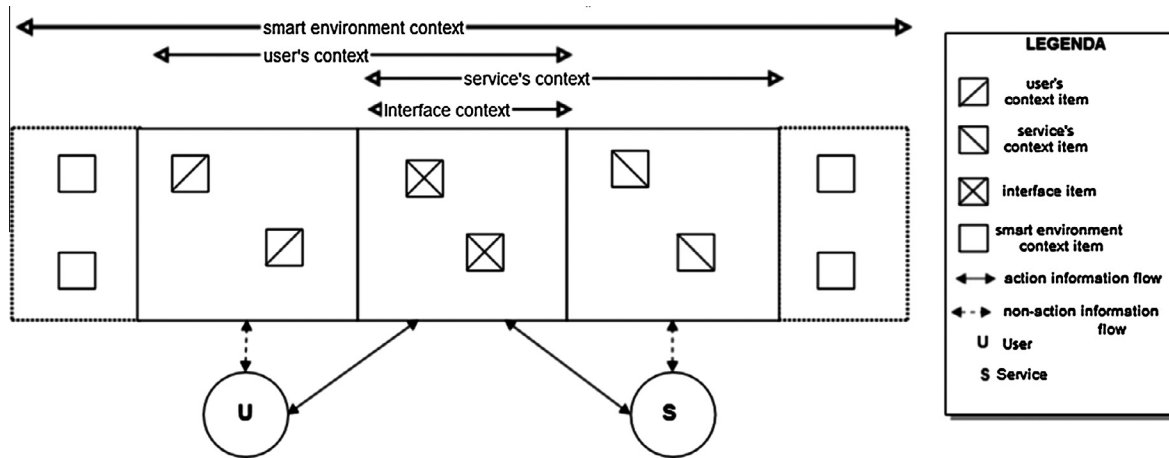 smart environment context
user's context
service's context
Interface context
U
S
LEGENDA
user's
context item
service's
context item
interface item
smart environment
context item
action information flow
non-action information
flow
U User
S Service